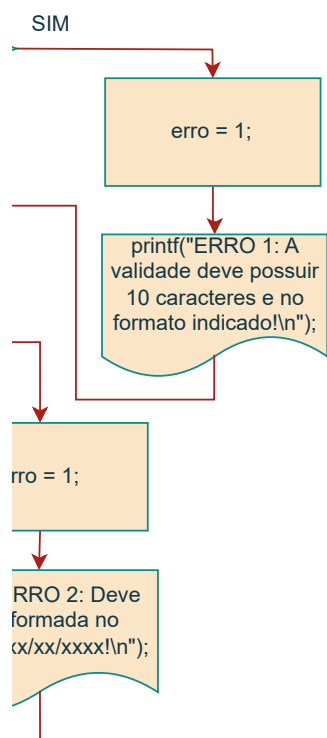 SIM
erro = 1;
printf("ERRO 1: A
validade deve possuir
10 caracteres e no
formato indicado!\n");
rro = 1;
RRO 2: Deve
formada no
xx/xx/xxxx!\n");